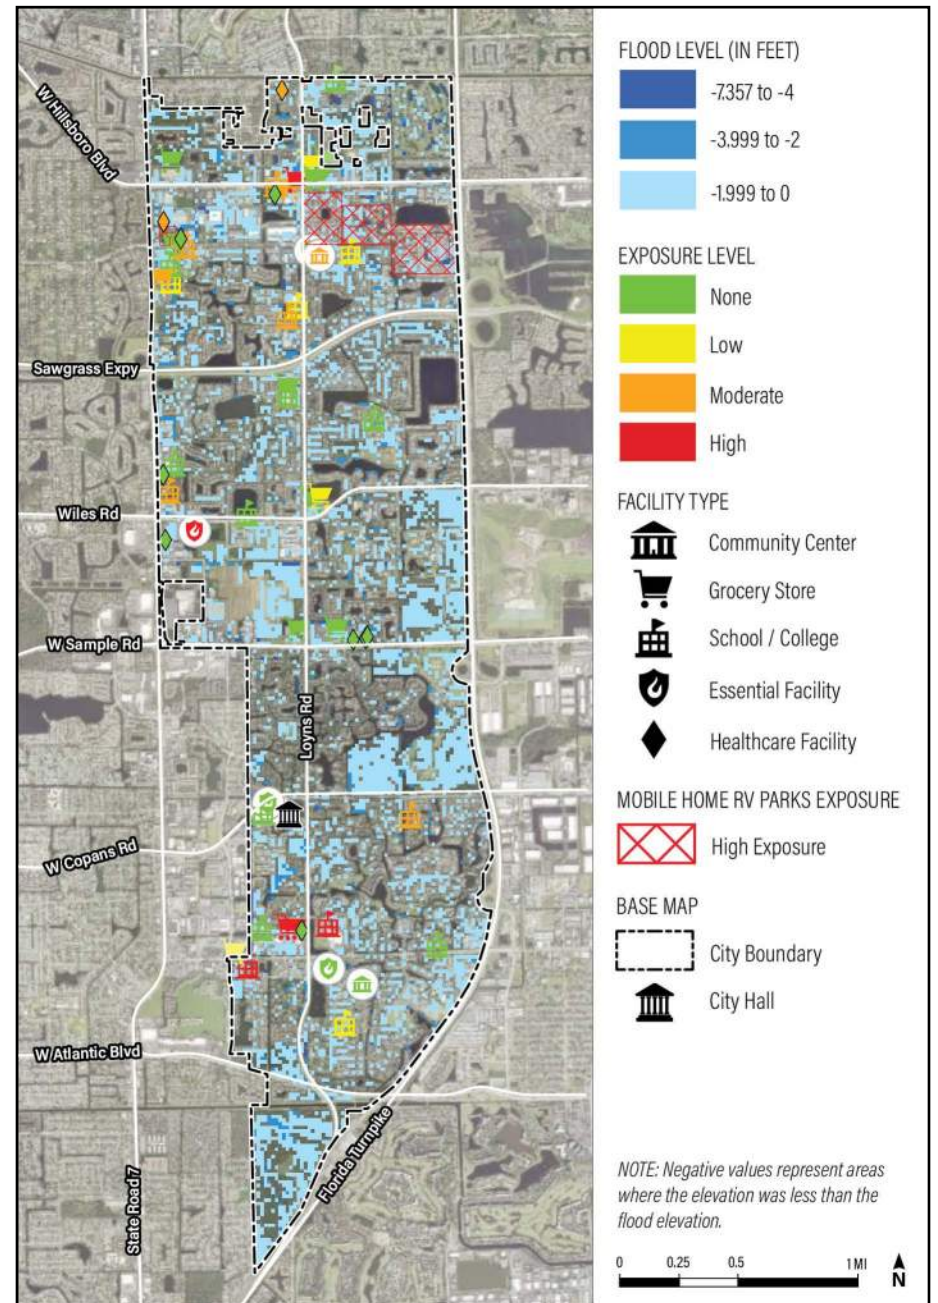 W Hillsboro Blvd
Sawgrass Expy
Wiles Rd
W Sample Rd
Loyns Rd
W Copans Rd
W Atlantic Blvd
State Road 7
Florida Turnpike
FLOOD LEVEL (IN FEET)
-7.357 to -4
-3.999 to -2
-1.999 to 0
EXPOSURE LEVEL
None
Low
Moderate
High
FACILITY TYPE
Community Center
Grocery Store
School / College
Essential Facility
Healthcare Facility
MOBILE HOME RV PARKS EXPOSURE
High Exposure
BASE MAP
City Boundary
City Hall
NOTE: Negative values represent areas
where the elevation was less than the
flood elevation.
0 0.25 0.5 1 MI
N